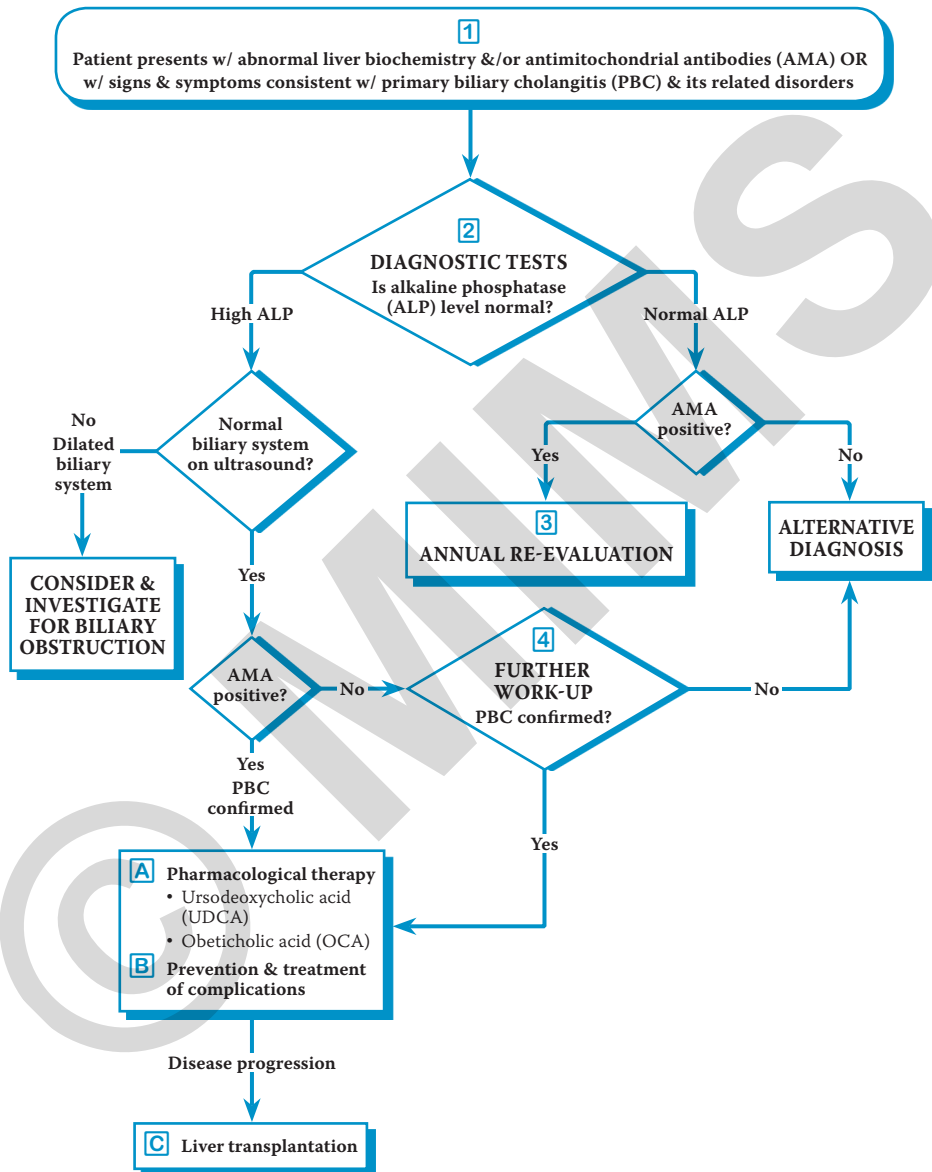 1
Patient presents w/ abnormal liver biochemistry &/or antimitochondrial antibodies (AMA) OR
w/ signs & symptoms consistent w/ primary biliary cholangitis (PBC) & its related disorders
2
DIAGNOSTIC TESTS
Is alkaline phosphatase
(ALP) level normal?
High ALP
Normal ALP
Normal
biliary system
on ultrasound?
No
Dilated
biliary
system
AMA
positive?
Yes
No
3
ANNUAL RE-EVALUATION
ALTERNATIVE
DIAGNOSIS
CONSIDER &
INVESTIGATE
FOR BILIARY
OBSTRUCTION
Yes
AMA
positive?
No
4
FURTHER
WORK-UP
PBC confirmed?
No
Yes
PBC
confirmed
Yes
A Pharmacological therapy
• Ursodeoxycholic acid
(UDCA)
• Obeticholic acid (OCA)
B Prevention & treatment
of complications
Disease progression
C Liver transplantation
© MIMS